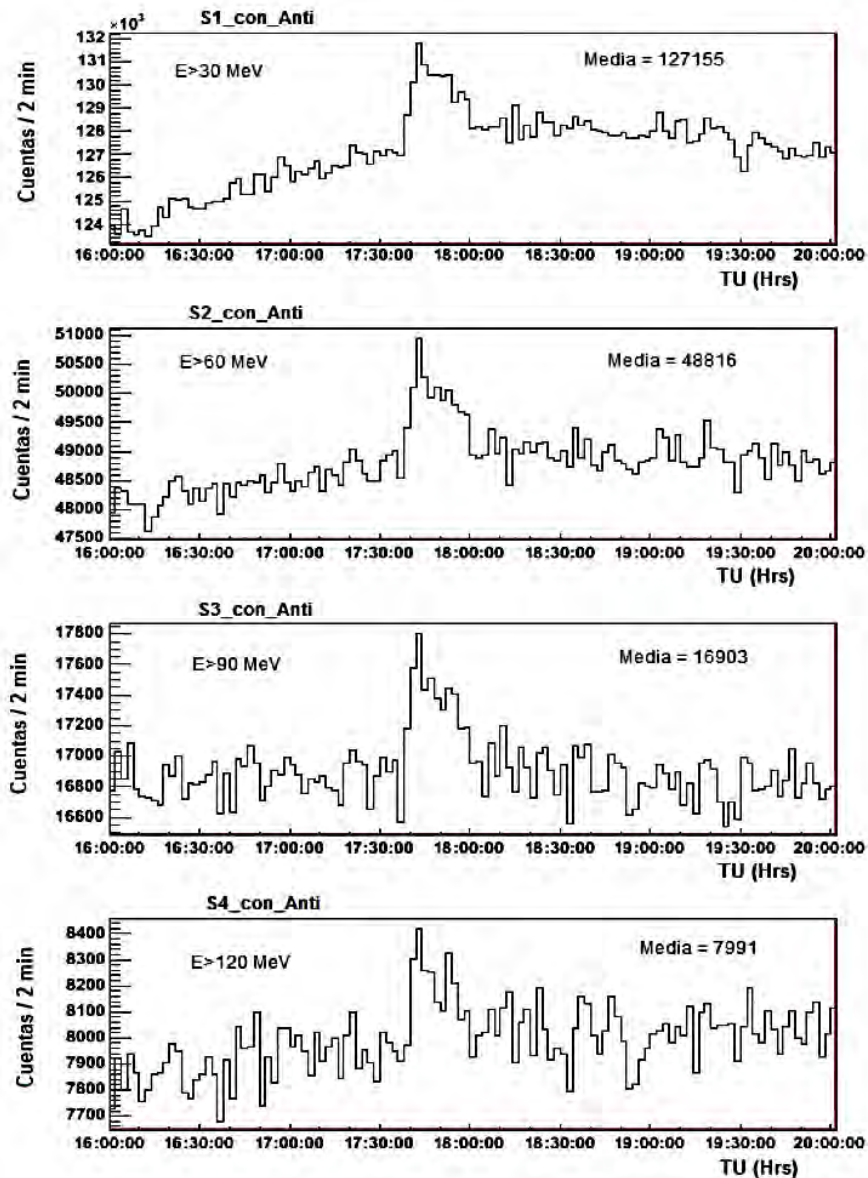 S1_con_Anti
×10³
132
131
130
129
128
127
126
125
124
Cuentas / 2 min
E>30 MeV
Media = 127155
16:00:00 16:30:00 17:00:00 17:30:00 18:00:00 18:30:00 19:00:00 19:30:00 20:00:00
TU (Hrs)
S2_con_Anti
51000
50500
50000
49500
49000
48500
48000
47500
Cuentas / 2 min
E>60 MeV
Media = 48816
16:00:00 16:30:00 17:00:00 17:30:00 18:00:00 18:30:00 19:00:00 19:30:00 20:00:00
TU (Hrs)
S3_con_Anti
17800
17600
17400
17200
17000
16800
16600
Cuentas / 2 min
E>90 MeV
Media = 16903
16:00:00 16:30:00 17:00:00 17:30:00 18:00:00 18:30:00 19:00:00 19:30:00 20:00:00
TU (Hrs)
S4_con_Anti
8400
8300
8200
8100
8000
7900
7800
7700
Cuentas / 2 min
E>120 MeV
Media = 7991
16:00:00 16:30:00 17:00:00 17:30:00 18:00:00 18:30:00 19:00:00 19:30:00 20:00:00
TU (Hrs)